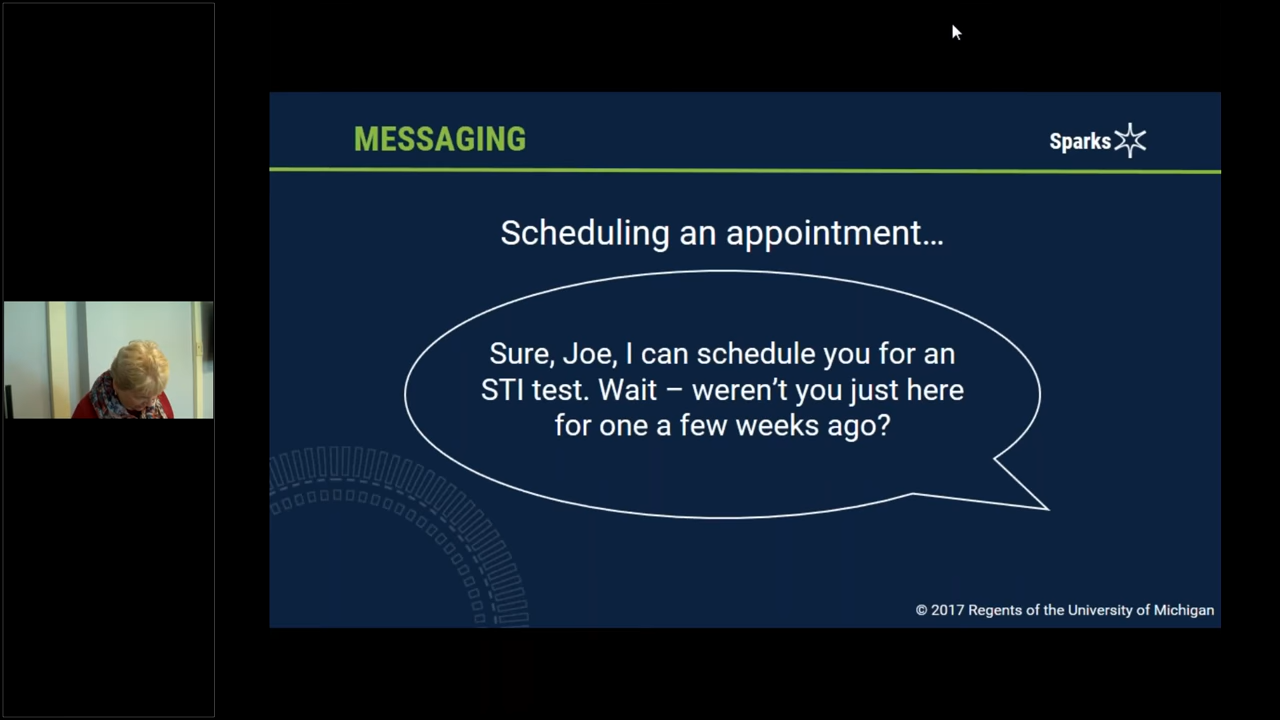 MESSAGING
Sparks
Scheduling an appointment…
Sure, Joe, I can schedule you for an
STI test. Wait – weren’t you just here
for one a few weeks ago?
© 2017 Regents of the University of Michigan